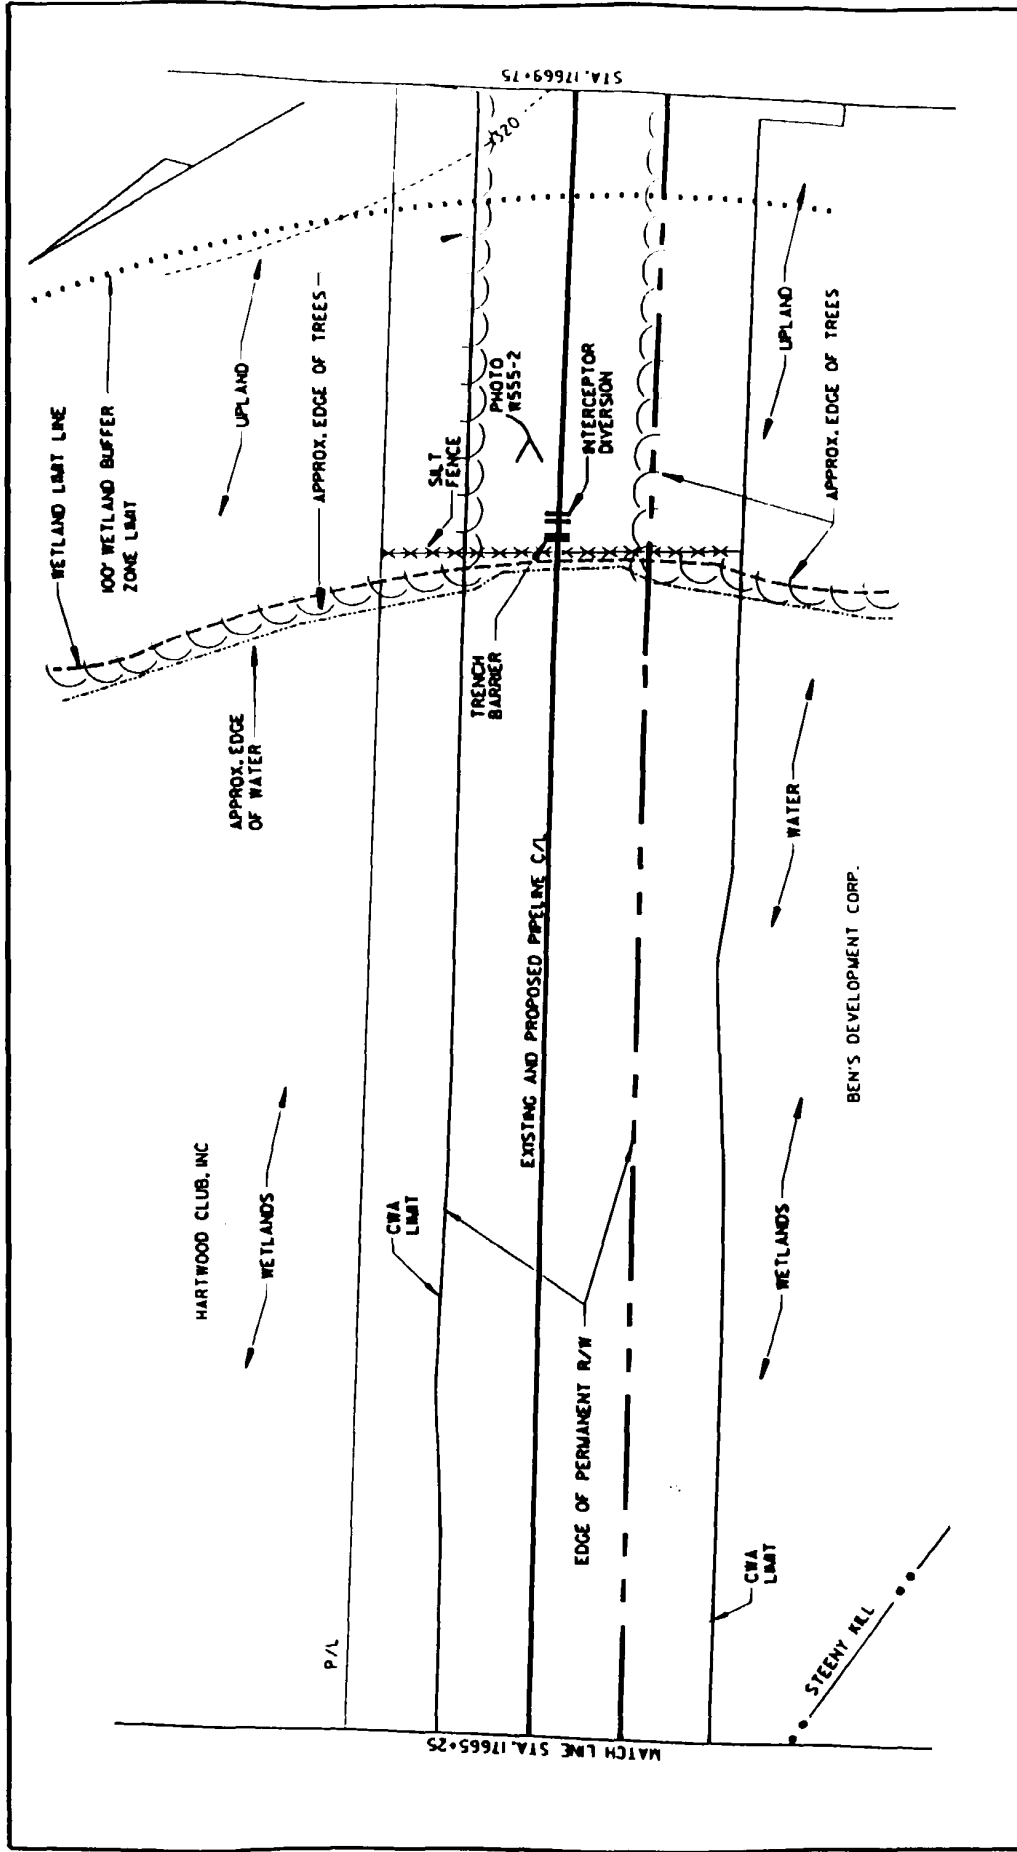 STA. 17669+75
1320
WETLAND LIMIT LINE
100' WETLAND BUFFER
ZONE LIMIT
UPLAND
APPROX. EDGE OF TREES
SILT
FENCE
PHOTO
W555-2
INTERCEPTOR
DIVERSION
UPLAND
APPROX. EDGE OF TREES
APPROX. EDGE
OF WATER
TRENCH
BARRIER
WATER
EXISTING AND PROPOSED PIPELINE C/L
BEN'S DEVELOPMENT CORP.
HARTWOOD CLUB, INC
WETLANDS
CWA
LIMIT
WETLANDS
EDGE OF PERMANENT R/W
P/L
CWA
LIMIT
STEENY KILL
MATCH LINE STA. 17665+25